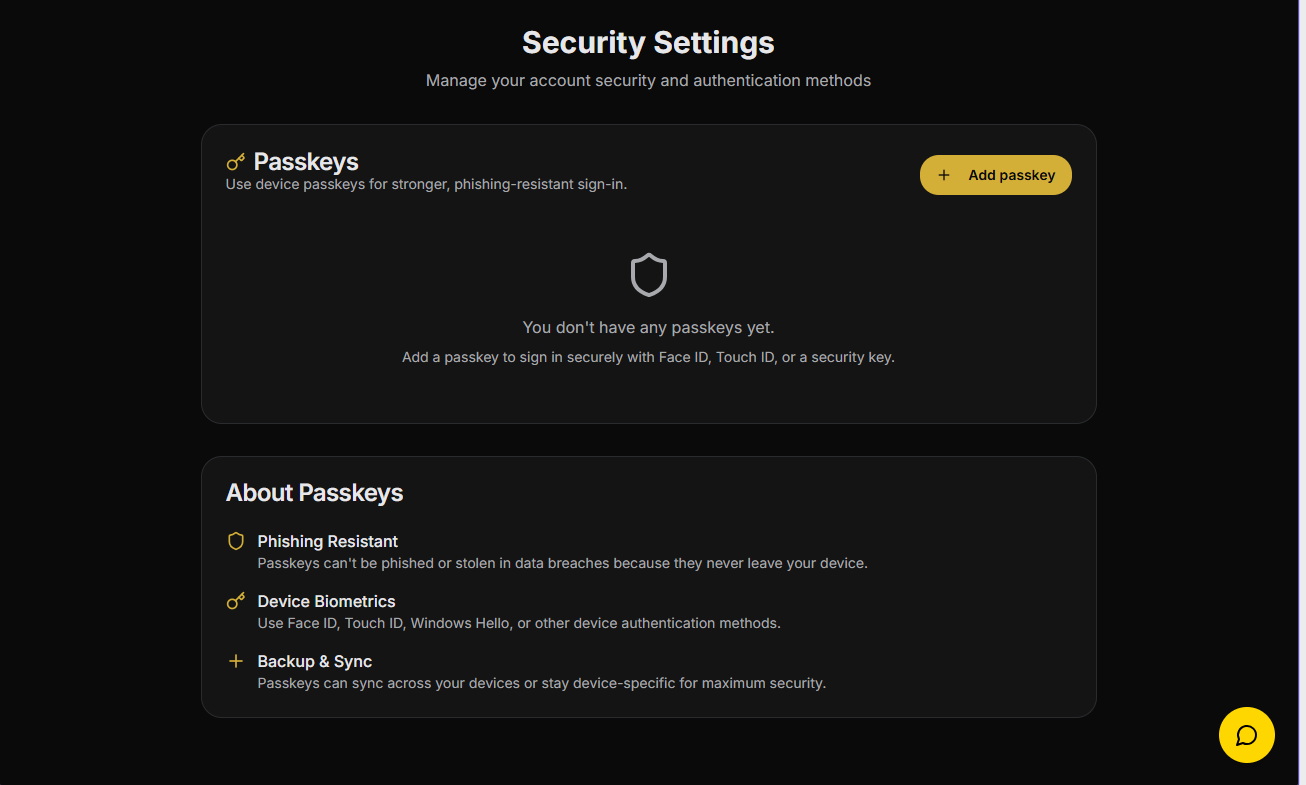 Security Settings
Manage your account security and authentication methods
Passkeys
Use device passkeys for stronger, phishing-resistant sign-in.
Add passkey
You don't have any passkeys yet.
Add a passkey to sign in securely with Face ID, Touch ID, or a security key.
About Passkeys
Phishing Resistant
Passkeys can't be phished or stolen in data breaches because they never leave your device.
Device Biometrics
Use Face ID, Touch ID, Windows Hello, or other device authentication methods.
Backup & Sync
Passkeys can sync across your devices or stay device-specific for maximum security.